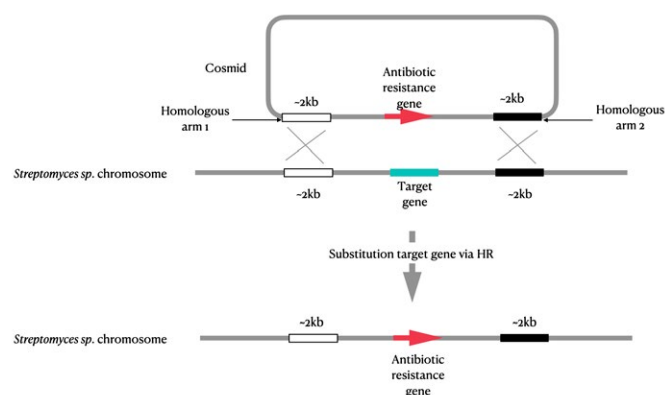 Cosmid
Antibiotic
resistance
gene
~2kb
~2kb
Homologous
arm 1
Homologous
arm 2
Streptomyces sp. chromosome
~2kb
Target
gene
~2kb
Substitution target gene via HR
~2kb
~2kb
Streptomyces sp. chromosome
Antibiotic
resistance
gene